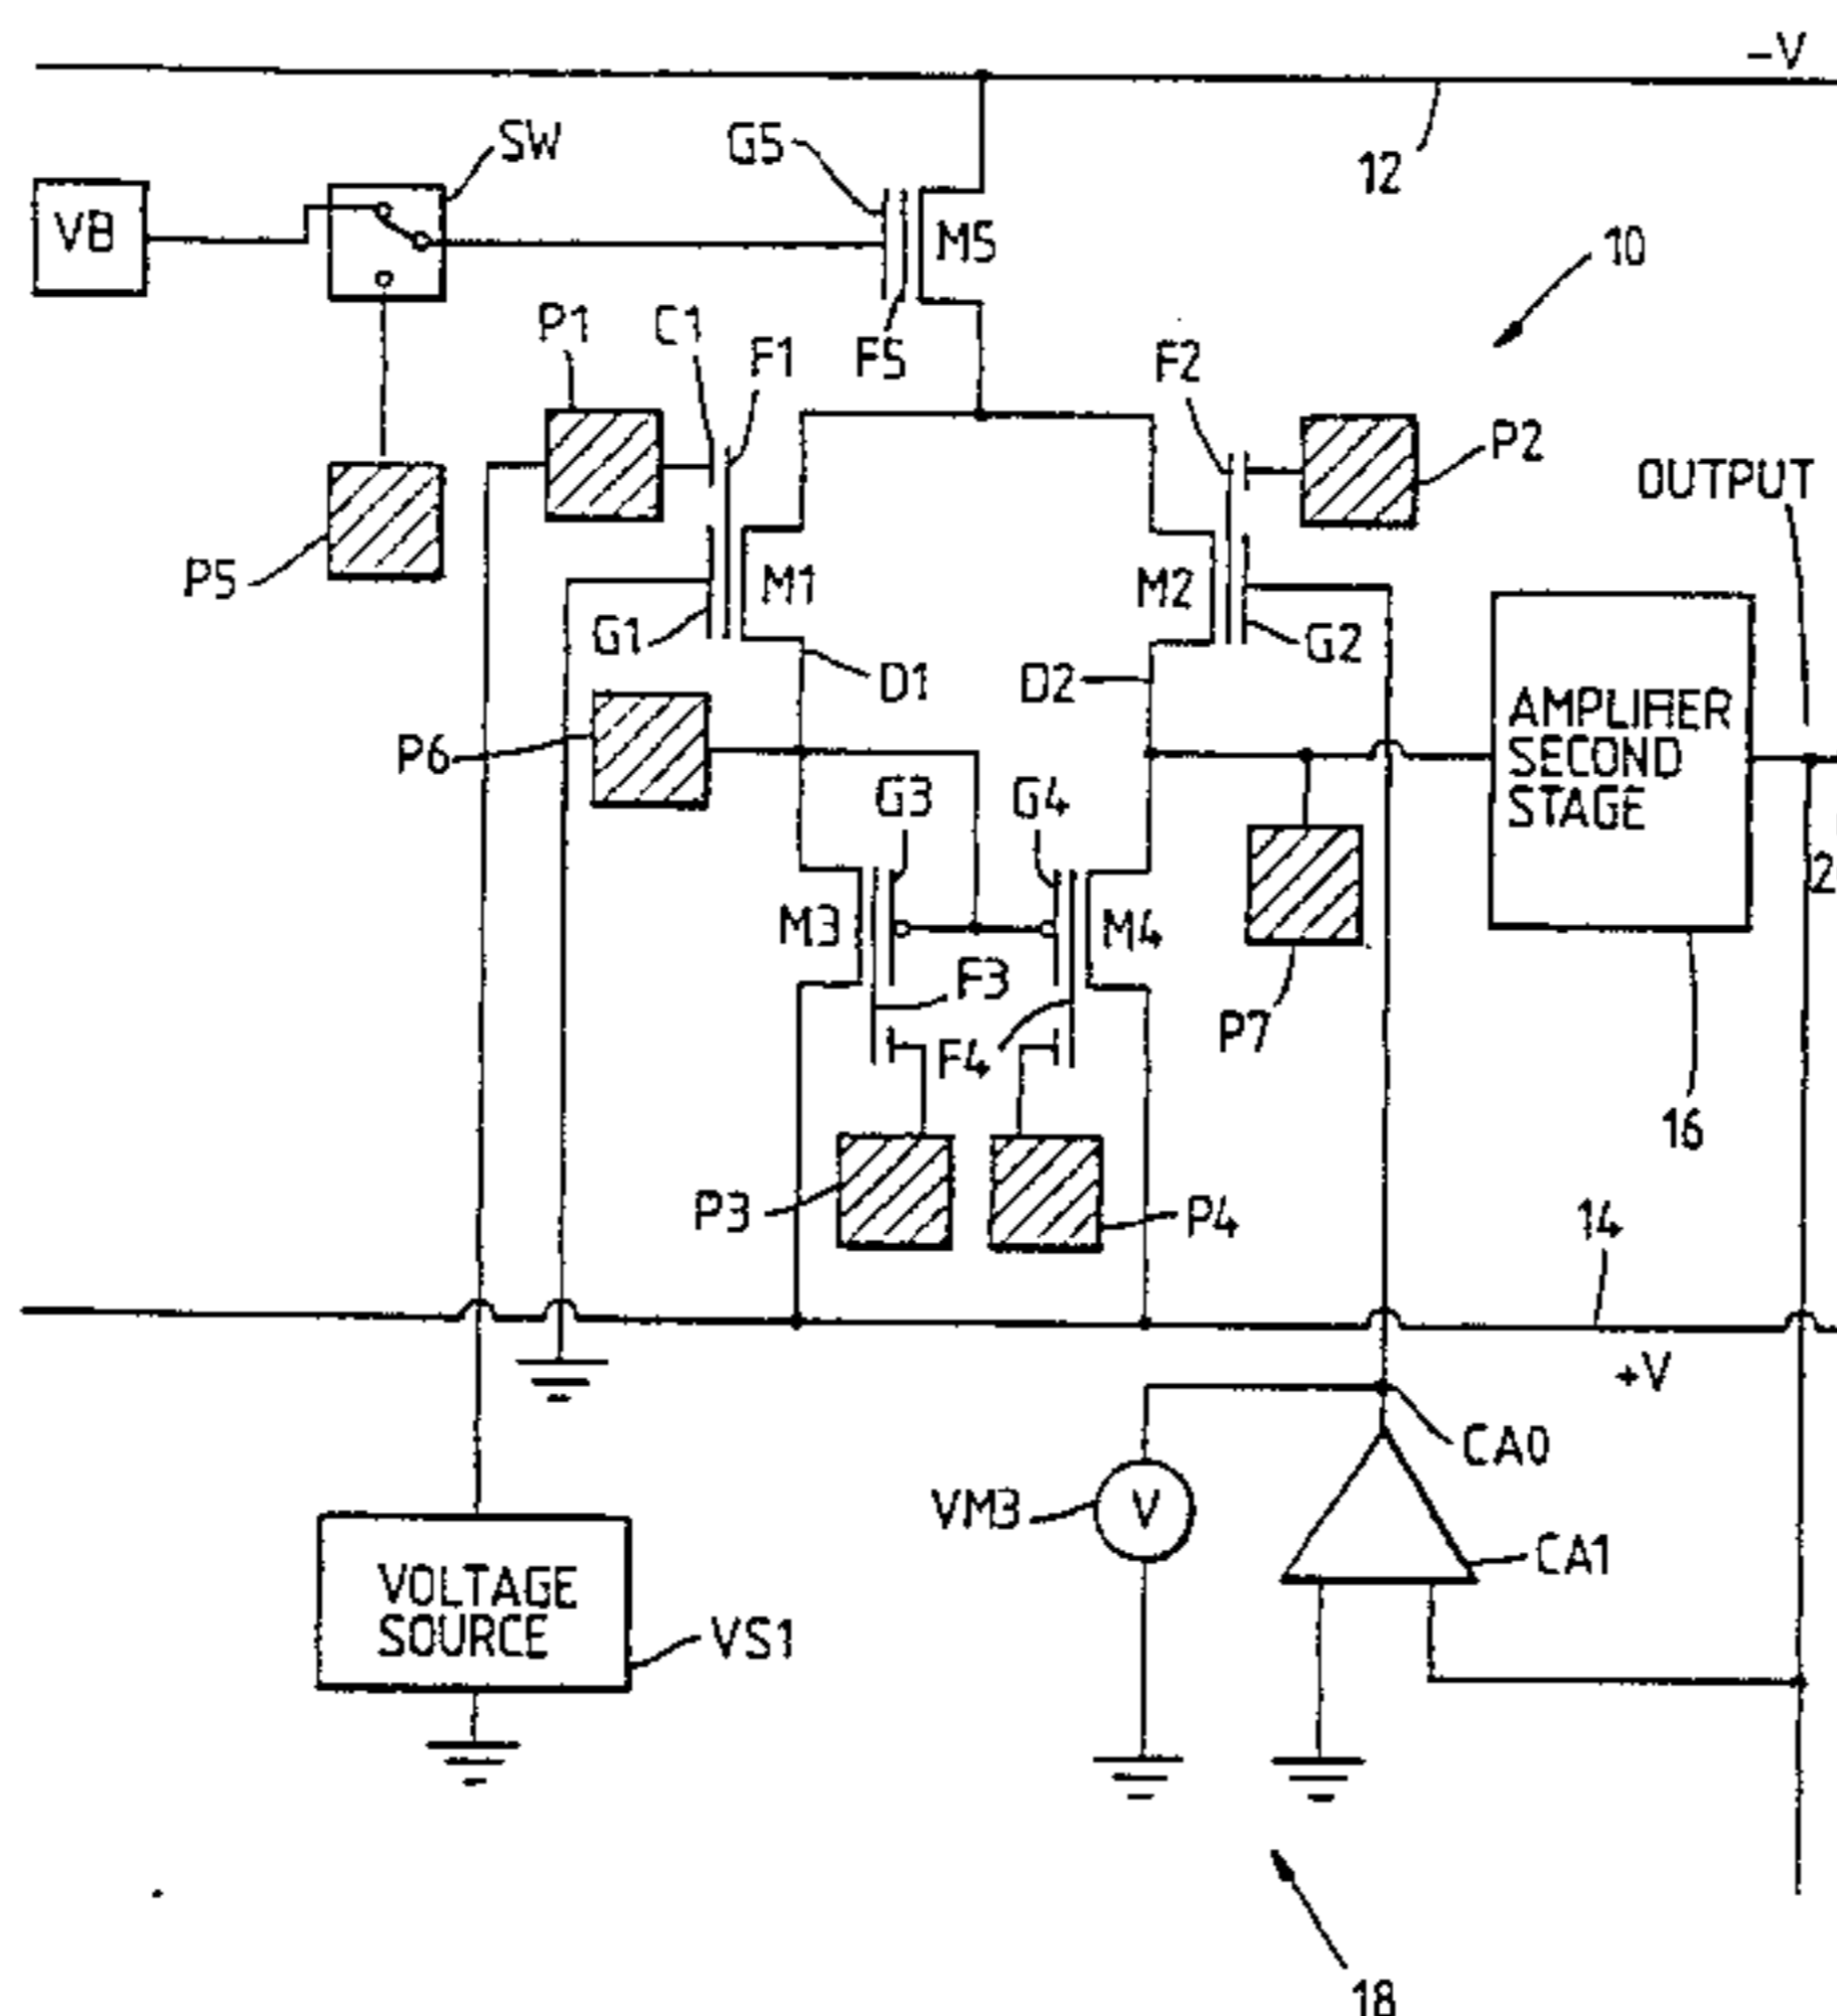 -V
SW
G5
12
VB
M5
10
P1
C1
F1
F5
F2
P2
OUTPUT
P5
M1
M2
G1
G2
D1
D2
AMPLIFIER
SECOND
STAGE
P6
G3
G4
M3
M4
F3
F4
P7
16
P3
P4
14
+V
CA0
VM3
V
CA1
VOLTAGE
SOURCE
VS1
18